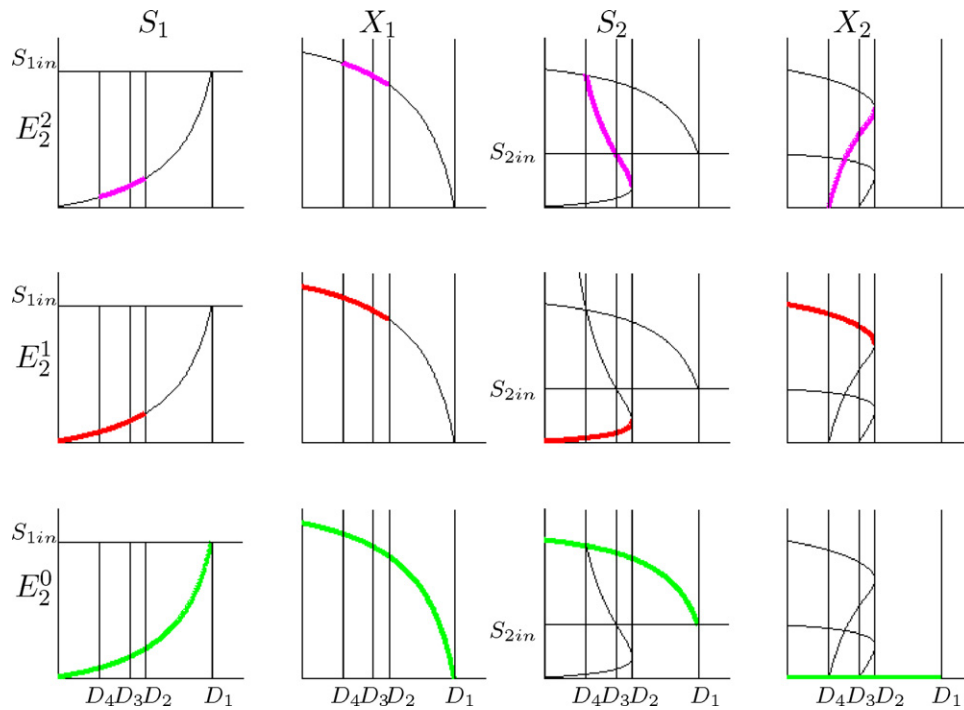 S₁ X₁ S₂ X₂
S₁ᵢₙ
E₂²
S₂ᵢₙ
S₁ᵢₙ
E₂¹
S₂ᵢₙ
S₁ᵢₙ
E₂⁰
S₂ᵢₙ
D₄D₃D₂ D₁ D₄D₃D₂ D₁ D₄D₃D₂ D₁ D₄D₃D₂ D₁